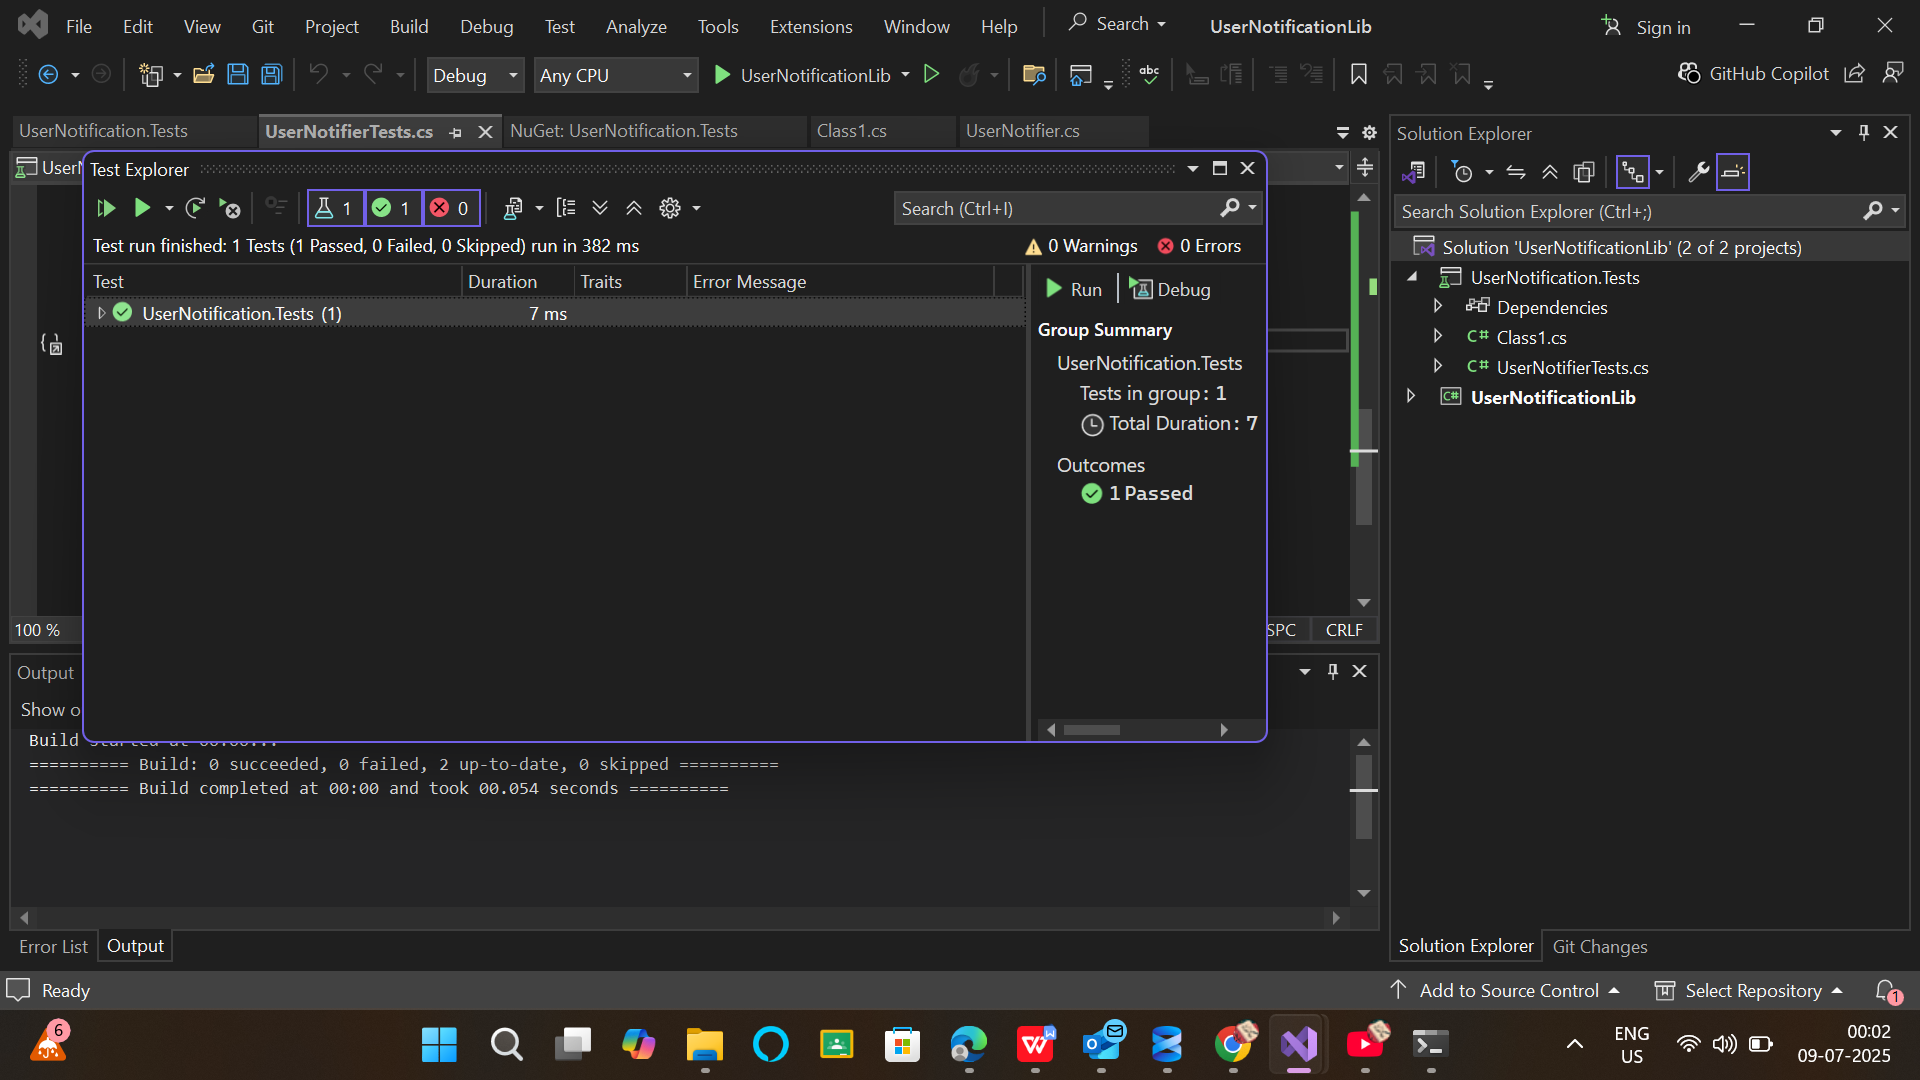 File Edit View Git Project Build Debug Test Analyze Tools Extensions Window Help Search UserNotificationLib Sign in
Debug Any CPU UserNotificationLib abc GitHub Copilot
UserNotification.Tests UserNotifierTests.cs NuGet: UserNotification.Tests Class1.cs UserNotifier.cs
Test Explorer
1 1 0 Search (Ctrl+I)
Test run finished: 1 Tests (1 Passed, 0 Failed, 0 Skipped) run in 382 ms 0 Warnings 0 Errors
Test Duration Traits Error Message
UserNotification.Tests (1) 7 ms
Run Debug
Group Summary
UserNotification.Tests
Tests in group: 1
Total Duration: 7
Outcomes
1 Passed
100 % SPC CRLF
Output
Show o
Build started at 00:00...
========== Build: 0 succeeded, 0 failed, 2 up-to-date, 0 skipped ==========
========== Build completed at 00:00 and took 00.054 seconds ==========
Error List Output
Solution Explorer
Search Solution Explorer (Ctrl+;)
Solution 'UserNotificationLib' (2 of 2 projects)
UserNotification.Tests
Dependencies
C# Class1.cs
C# UserNotifierTests.cs
C# UserNotificationLib
Solution Explorer Git Changes
Ready Add to Source Control Select Repository 1
6 ENG US 00:02
09-07-2025